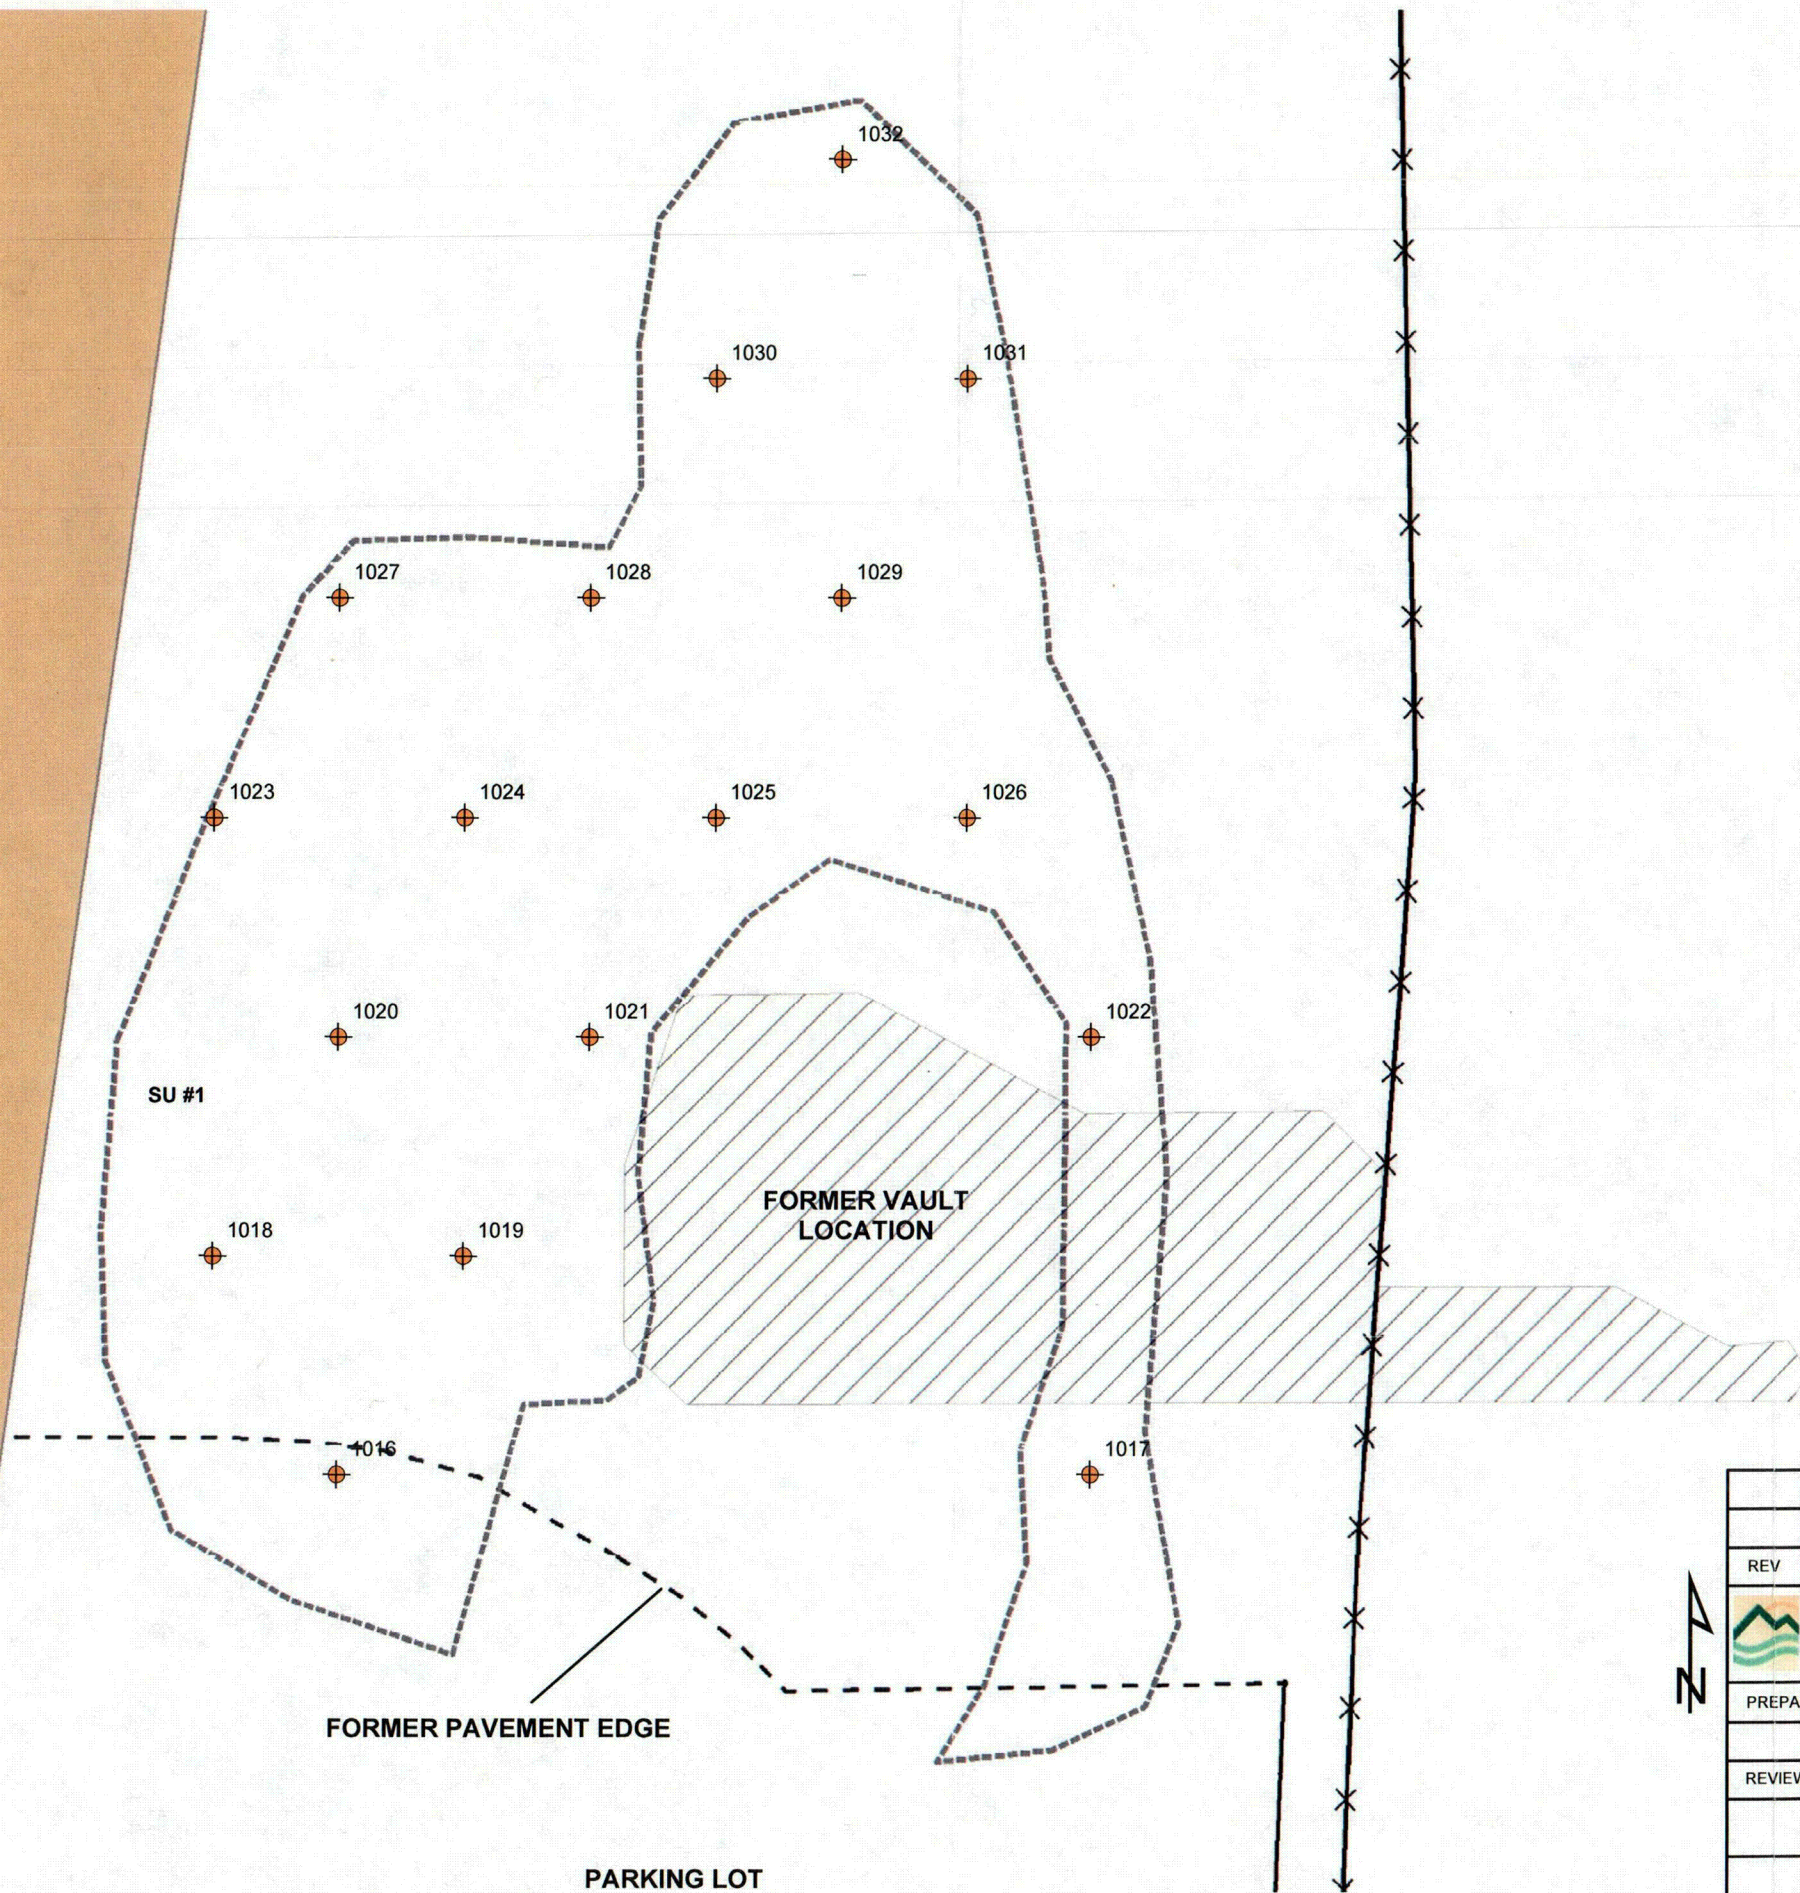 1032
1030
1031
1027
1028
1029
1023
1024
1025
1026
1020
1021
1022
SU #1
FORMER VAULT
LOCATION
1018
1019
1016
1017
REV
N
PREPA
FORMER PAVEMENT EDGE
REVIEW
PARKING LOT